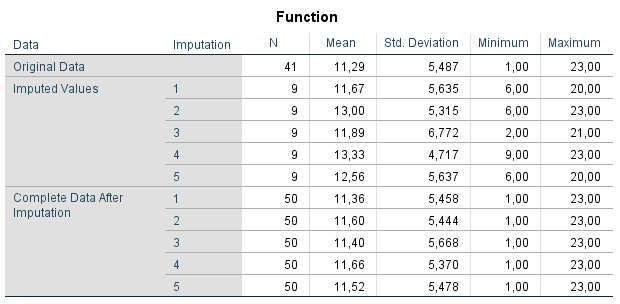 Function
Data Imputation N Mean Std. Deviation Minimum Maximum
Original Data 41 11,29 5,487 1,00 23,00
Imputed Values 1 9 11,67 5,635 6,00 20,00
2 9 13,00 5,315 6,00 23,00
3 9 11,89 6,772 2,00 21,00
4 9 13,33 4,717 9,00 23,00
5 9 12,56 5,637 6,00 20,00
Complete Data After Imputation 1 50 11,36 5,458 1,00 23,00
2 50 11,60 5,444 1,00 23,00
3 50 11,40 5,668 1,00 23,00
4 50 11,66 5,370 1,00 23,00
5 50 11,52 5,478 1,00 23,00